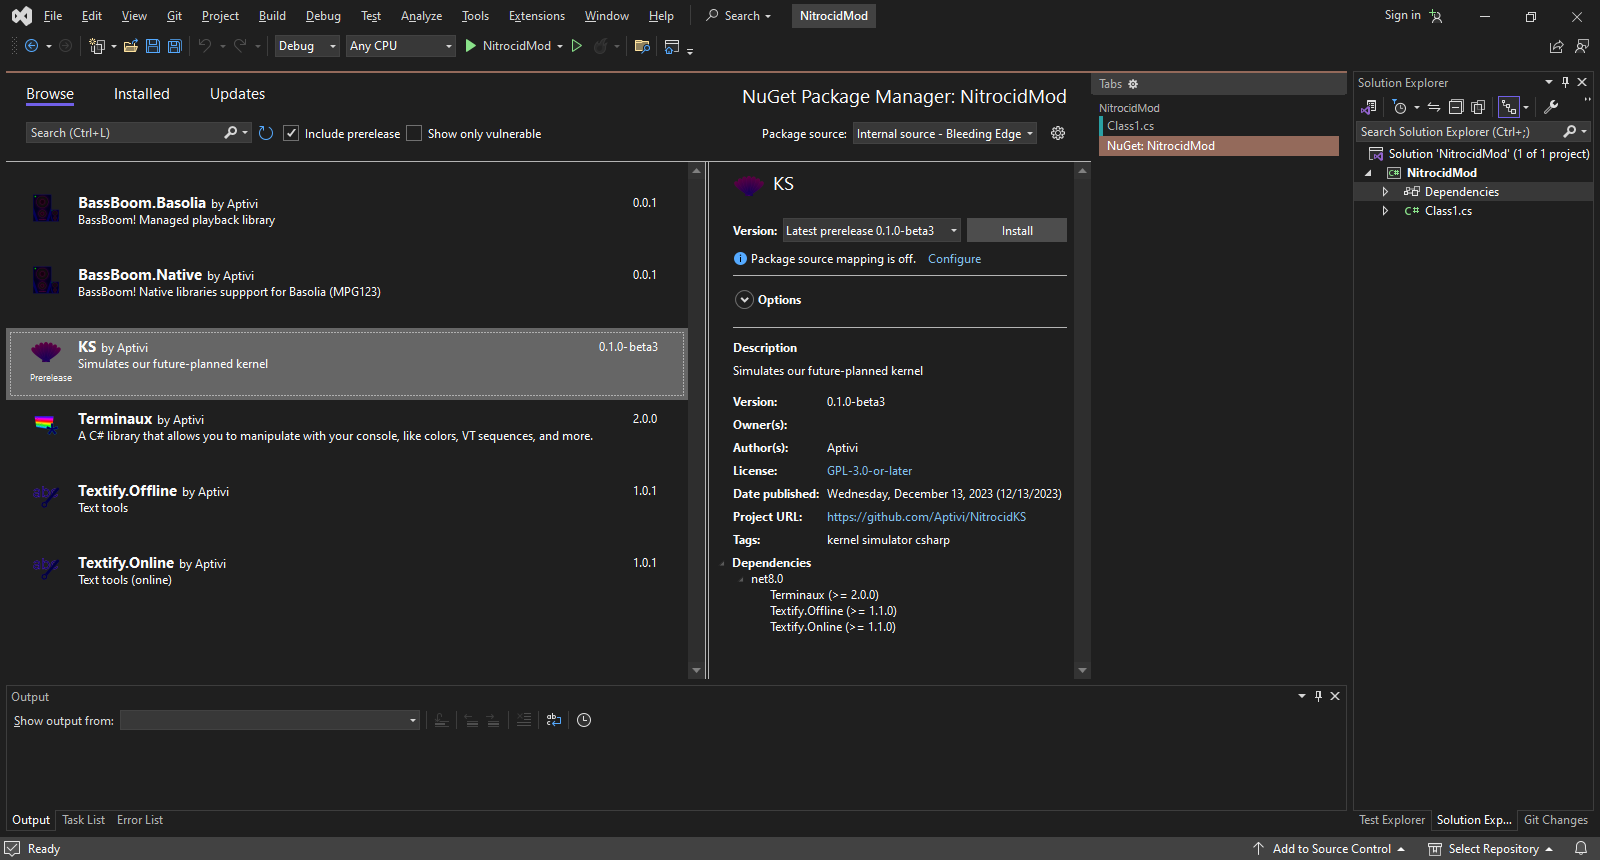 File Edit View Git Project Build Debug Test Analyze Tools Extensions Window Help Search NitrocidMod Sign in
Debug Any CPU NitrocidMod
Browse Installed Updates
NuGet Package Manager: NitrocidMod
Search (Ctrl+L) Include prerelease Show only vulnerable
Package source: Internal source - Bleeding Edge
BassBoom.Basolia by Aptivi 0.0.1
BassBoom! Managed playback library
BassBoom.Native by Aptivi 0.0.1
BassBoom! Native libraries suppport for Basolia (MPG123)
KS by Aptivi 0.1.0-beta3
Simulates our future-planned kernel
Prerelease
Terminaux by Aptivi 2.0.0
A C# library that allows you to manipulate with your console, like colors, VT sequences, and more.
Textify.Offline by Aptivi 1.0.1
Text tools
Textify.Online by Aptivi 1.0.1
Text tools (online)
KS
Version: Latest prerelease 0.1.0-beta3 Install
Package source mapping is off. Configure
Options
Description
Simulates our future-planned kernel
Version: 0.1.0-beta3
Owner(s):
Author(s): Aptivi
License: GPL-3.0-or-later
Date published: Wednesday, December 13, 2023 (12/13/2023)
Project URL: https://github.com/Aptivi/NitrocidKS
Tags: kernel simulator csharp
Dependencies
net8.0
Terminaux (>= 2.0.0)
Textify.Offline (>= 1.1.0)
Textify.Online (>= 1.1.0)
Tabs
NitrocidMod
Class1.cs
NuGet: NitrocidMod
Solution Explorer
Search Solution Explorer (Ctrl+;)
Solution 'NitrocidMod' (1 of 1 project)
C# NitrocidMod
Dependencies
C# Class1.cs
Output
Show output from:
Output Task List Error List
Test Explorer Solution Exp... Git Changes
Ready
Add to Source Control Select Repository